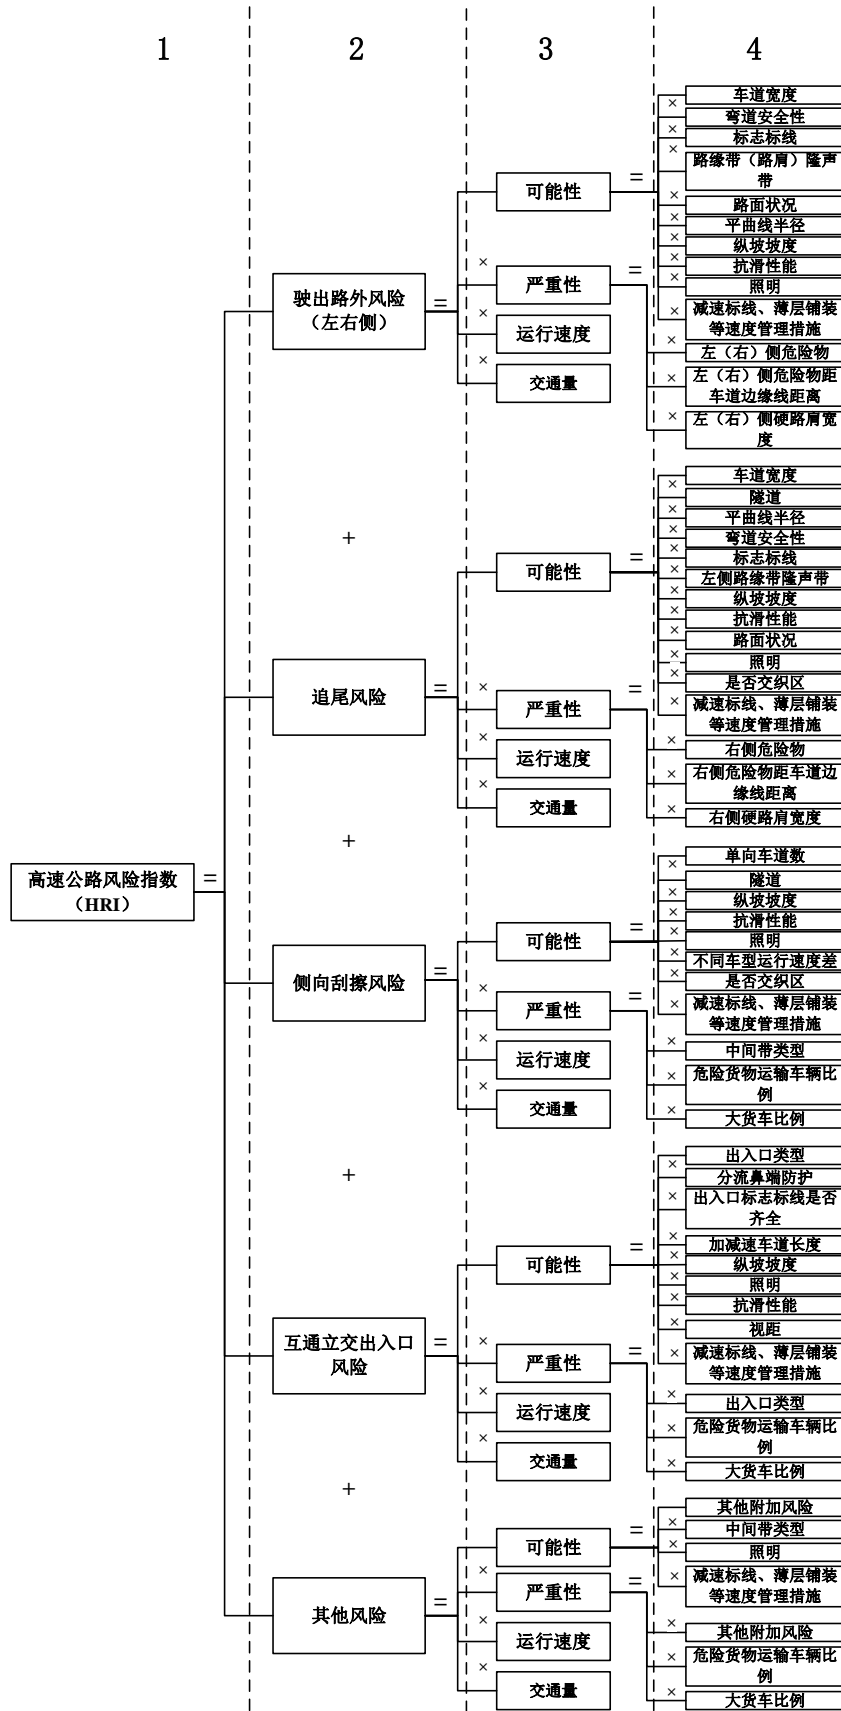 1
2
3
4
高速公路风险指数
（HRI）
=
驶出路外风险
（左右侧）
=
可能性
=
车道宽度
×
弯道安全性
×
标志标线
×
路缘带（路肩）隆声
带
×
路面状况
×
平曲线半径
×
纵坡坡度
×
抗滑性能
×
照明
×
减速标线、薄层铺装
等速度管理措施
×
严重性
=
左（右）侧危险物
×
左（右）侧危险物距
车道边缘线距离
×
左（右）侧硬路肩宽
度
×
运行速度
×
交通量
+
追尾风险
=
可能性
=
车道宽度
×
隧道
×
平曲线半径
×
弯道安全性
×
标志标线
×
左侧路缘带隆声带
×
纵坡坡度
×
抗滑性能
×
路面状况
×
照明
×
是否交织区
×
减速标线、薄层铺装
等速度管理措施
×
严重性
=
×
右侧危险物
×
右侧危险物距车道边
缘线距离
×
右侧硬路肩宽度
×
运行速度
×
交通量
+
侧向刮擦风险
=
可能性
=
单向车道数
×
隧道
×
纵坡坡度
×
抗滑性能
×
照明
×
不同车型运行速度差
×
是否交织区
×
减速标线、薄层铺装
等速度管理措施
×
严重性
=
×
中间带类型
×
危险货物运输车辆比
例
×
大货车比例
×
运行速度
×
交通量
+
互通立交出入口
风险
=
可能性
=
出入口类型
×
分流鼻端防护
×
出入口标志标线是否
齐全
×
加减速车道长度
×
纵坡坡度
×
照明
×
抗滑性能
×
视距
×
减速标线、薄层铺装
等速度管理措施
×
严重性
=
×
出入口类型
×
危险货物运输车辆比
例
×
大货车比例
×
运行速度
×
交通量
+
其他风险
=
可能性
=
其他附加风险
×
中间带类型
×
照明
减速标线、薄层铺装
等速度管理措施
×
严重性
=
×
其他附加风险
×
危险货物运输车辆比
例
×
大货车比例
×
运行速度
×
交通量